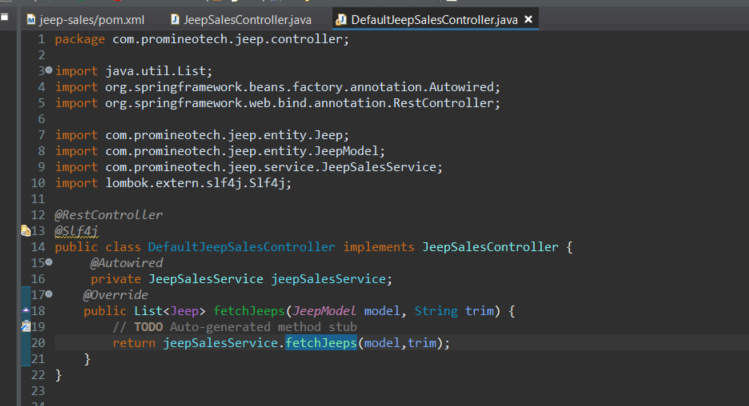 jeep-sales/pom.xml JeepSalesController.java DefaultJeepSalesController.java
1 package com.promineotech.jeep.controller;
2
3 import java.util.List;
4 import org.springframework.beans.factory.annotation.Autowired;
5 import org.springframework.web.bind.annotation.RestController;
6
7 import com.promineotech.jeep.entity.Jeep;
8 import com.promineotech.jeep.entity.JeepModel;
9 import com.promineotech.jeep.service.JeepSalesService;
10 import lombok.extern.slf4j.Slf4j;
11
12 @RestController
13 @Slf4j
14 public class DefaultJeepSalesController implements JeepSalesController {
15 @Autowired
16 private JeepSalesService jeepSalesService;
17 @Override
18 public List<Jeep> fetchJeeps(JeepModel model, String trim) {
19 // TODO Auto-generated method stub
20 return jeepSalesService.fetchJeeps(model,trim);
21 }
22 }
23